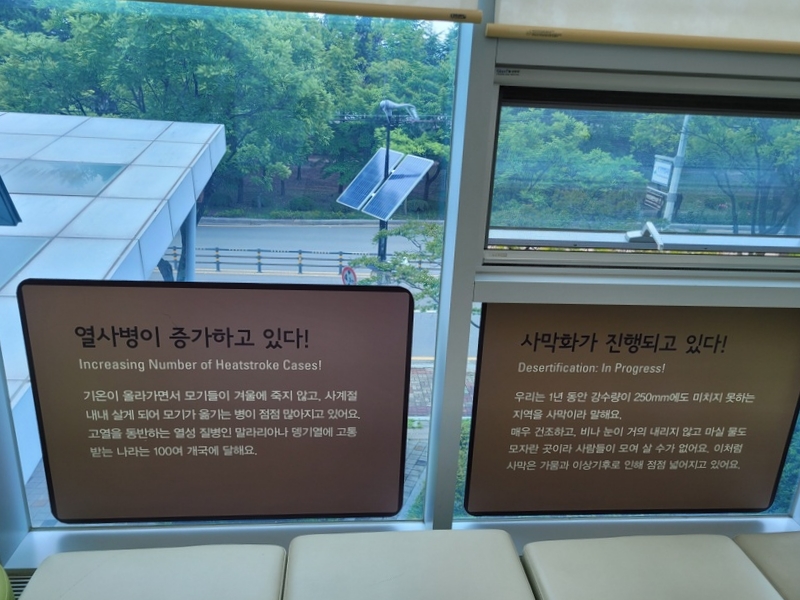 열사병이 증가하고 있다!
Increasing Number of Heatstroke Cases!
기온이 올라가면서 모기들이 겨울에 죽지 않고, 사계절
내내 살게 되어 모기가 옮기는 병이 점점 많아지고 있어요.
고열을 동반하는 열성 질병인 말라리아나 뎅기열에 고통
받는 나라는 100여 개국에 달해요.
사막화가 진행되고 있다!
Desertification: In Progress!
우리는 1년 동안 강수량이 250mm에도 미치지 못하는
지역을 사막이라 말해요.
매우 건조하고, 비나 눈이 거의 내리지 않고 마실 물도
모자란 곳이라 사람들이 모여 살 수가 없어요. 이처럼
사막은 가뭄과 이상기후로 인해 점점 넓어지고 있어요.